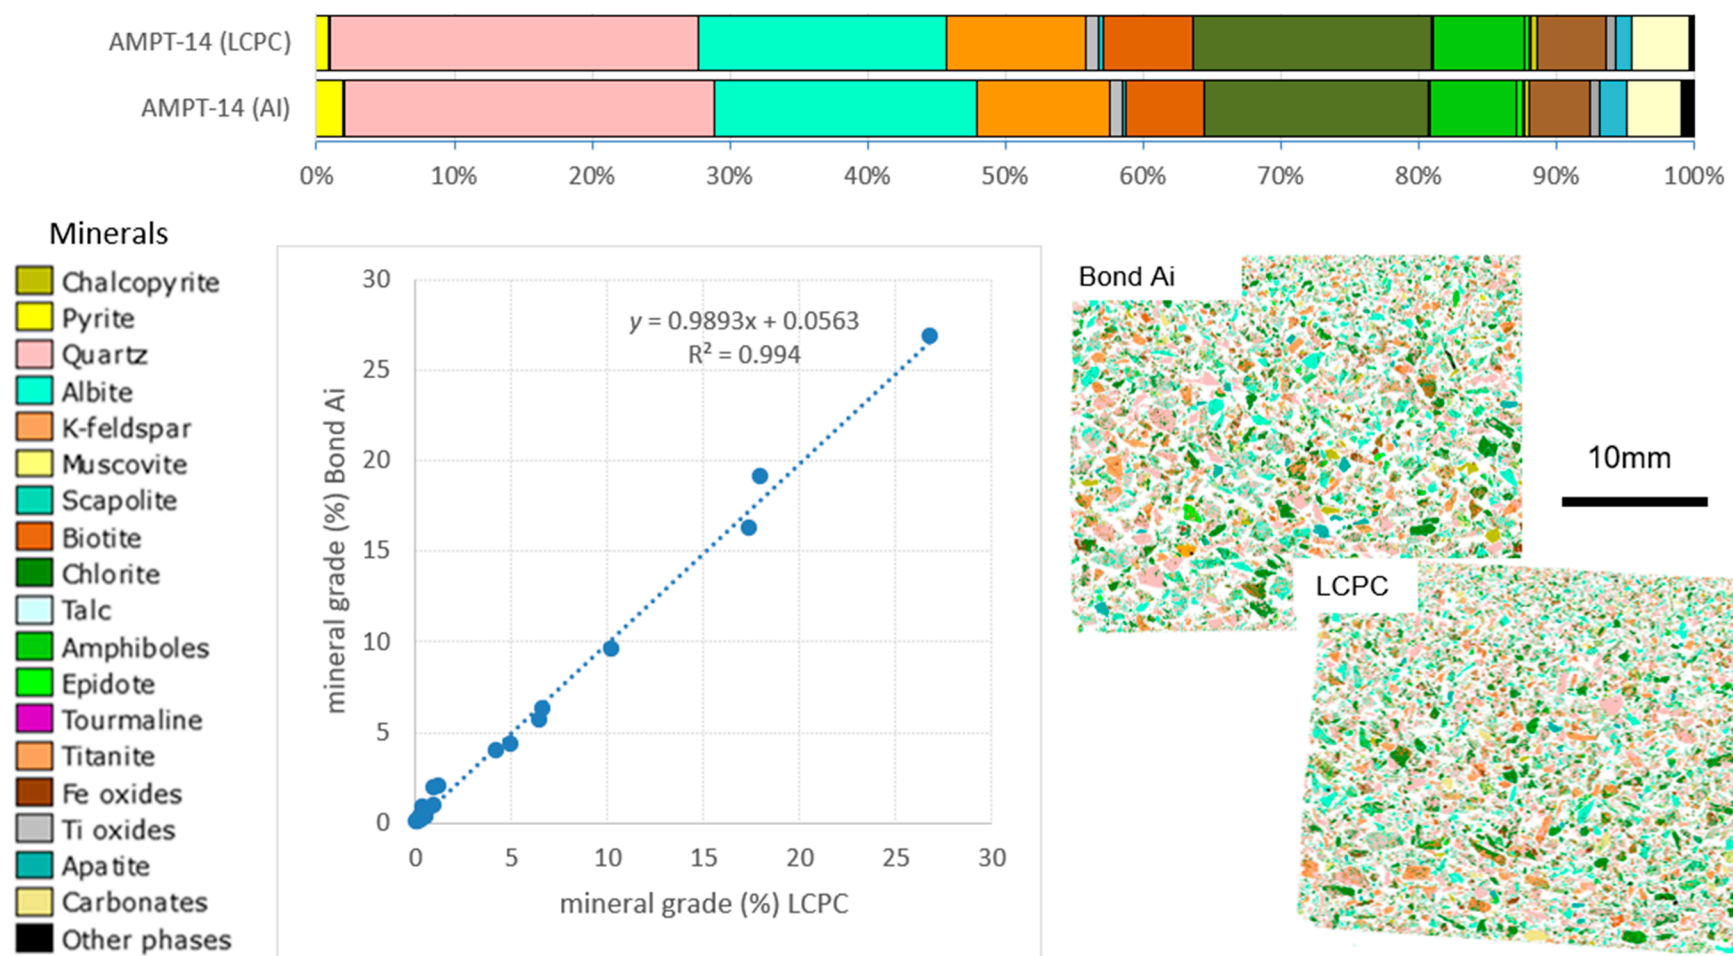 AMPT-14 (LCPC)
AMPT-14 (AI)
0% 10% 20% 30% 40% 50% 60% 70% 80% 90% 100%
Minerals
Chalcopyrite
Pyrite
Quartz
Albite
K-feldspar
Muscovite
Scapolite
Biotite
Chlorite
Talc
Amphiboles
Epidote
Tourmaline
Titanite
Fe oxides
Ti oxides
Apatite
Carbonates
Other phases
mineral grade (%) Bond Ai
30
25
20
15
10
5
0
y = 0.9893x + 0.0563
R² = 0.994
0 5 10 15 20 25 30
mineral grade (%) LCPC
Bond Ai
10mm
LCPC